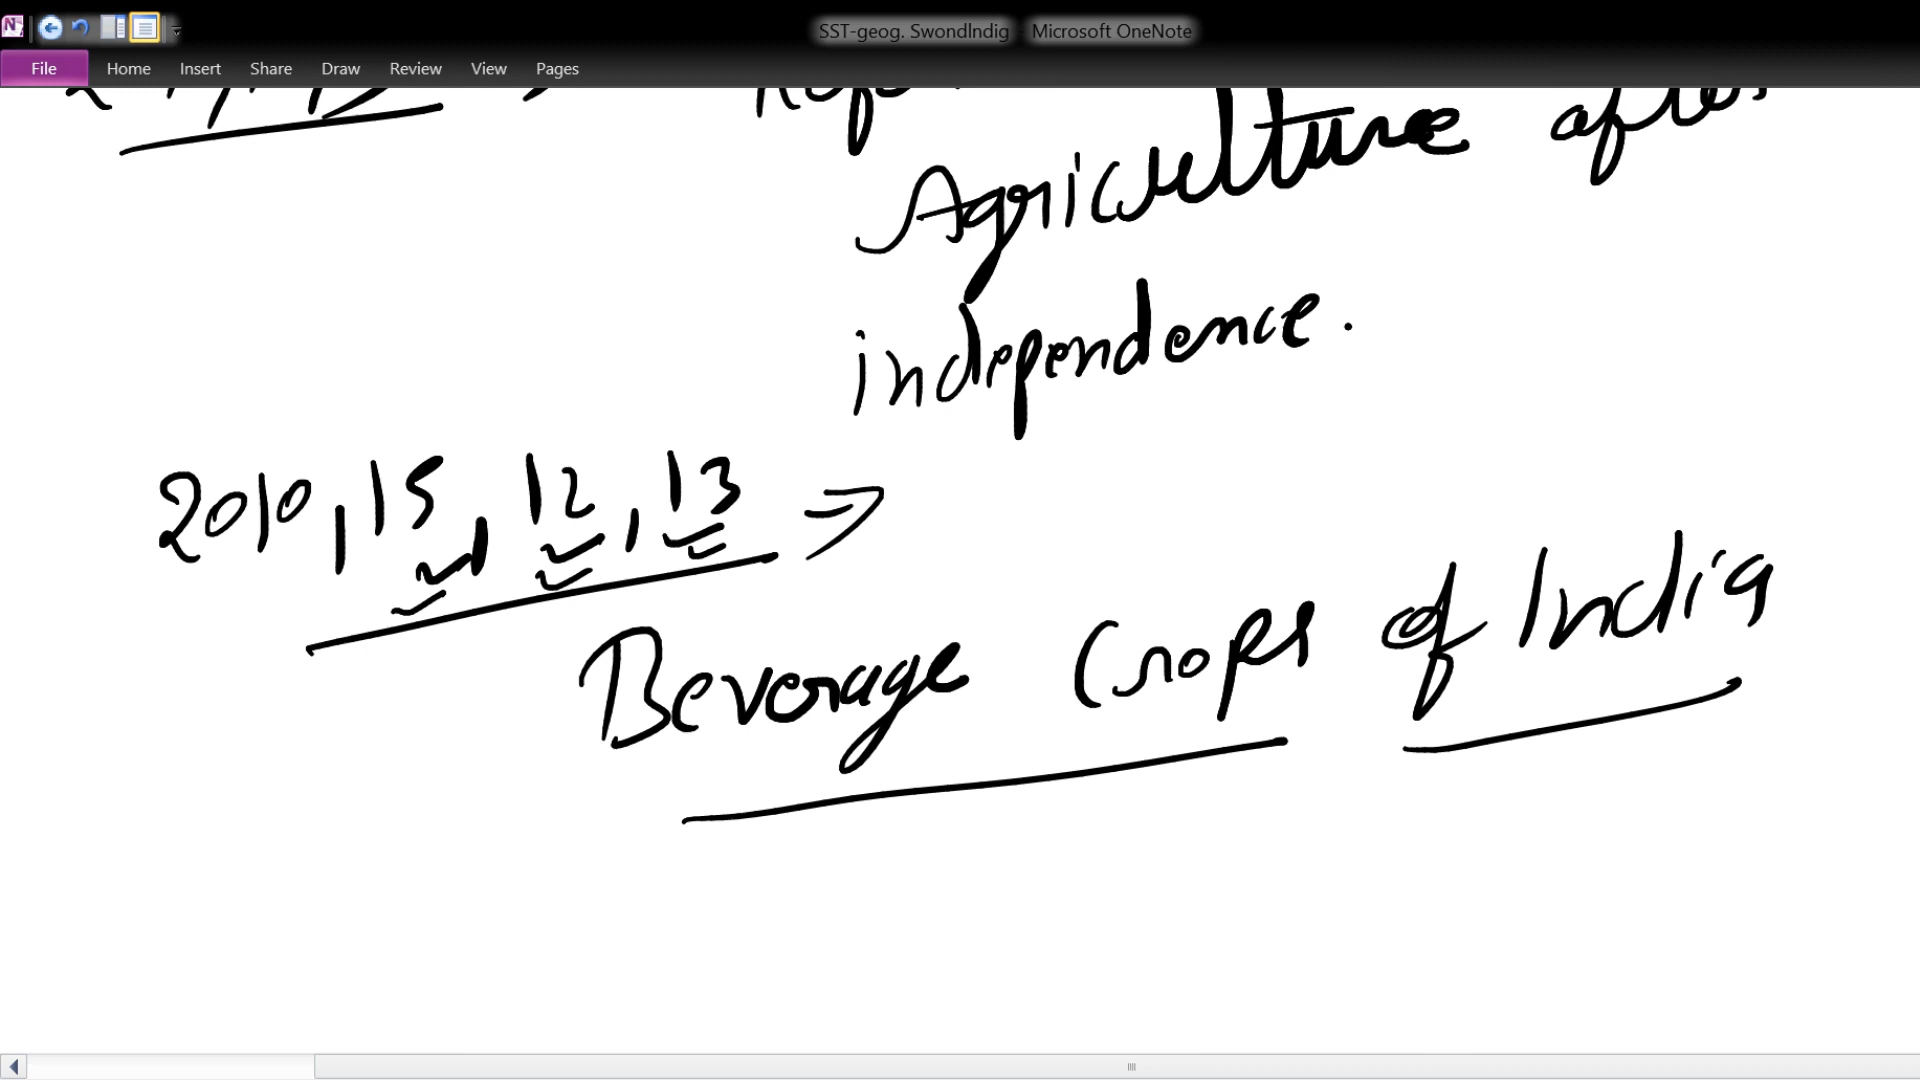 SST-geog. SwondIndig - Microsoft OneNote
File Home Insert Share Draw Review View Pages
Agriculture after
independence.
2010, 15, 12, 13 ⇒
Beverage Crops of India